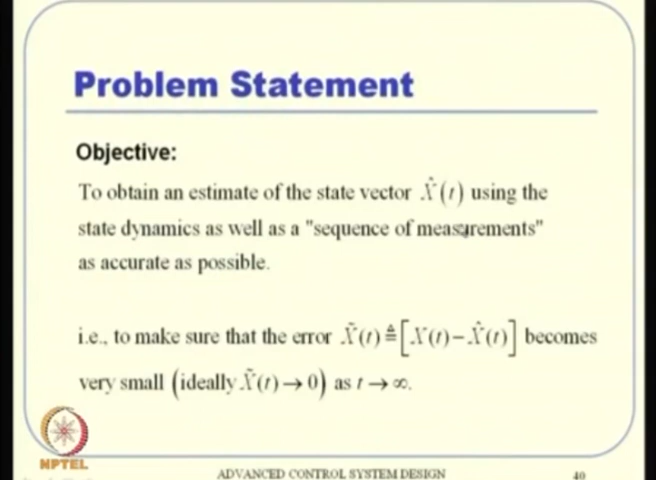 Problem Statement
Objective:
To obtain an estimate of the state vector X̂(t) using the
state dynamics as well as a "sequence of measurements"
as accurate as possible.
i.e., to make sure that the error X̃(t) ≜ [X(t) − X̂(t)] becomes
very small (ideally X̃(t) → 0) as t → ∞.
NPTEL
ADVANCED CONTROL SYSTEM DESIGN 40